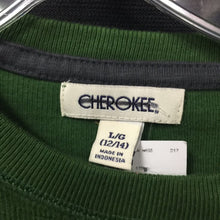 CHEROKEE
L/G
(12/14)
MADE IN
INDONESIA